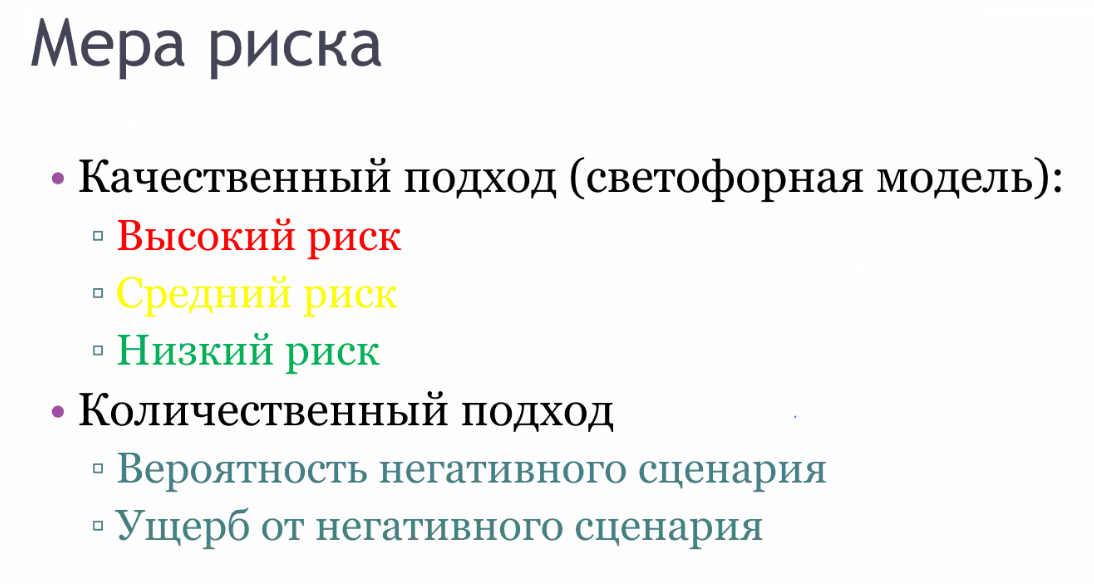 Мера риска
Качественный подход (светофорная модель):
Высокий риск
Средний риск
Низкий риск
Количественный подход
Вероятность негативного сценария
Ущерб от негативного сценария